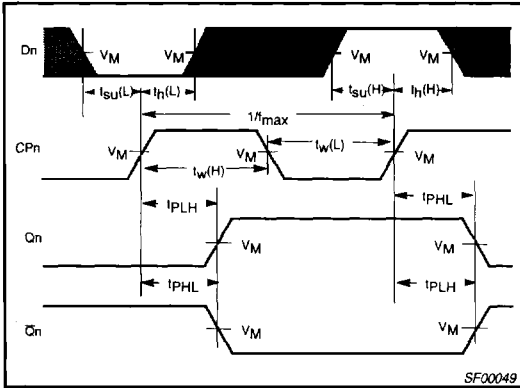 Dn VM VM VM VM
tsu(L) th(L) tsu(H) th(H)
1/fmax
CPn VM VM tw(L) VM
tw(H)
tPLH tPHL
Qn VM VM
tPHL tPLH
Q̅n VM VM
SF00049